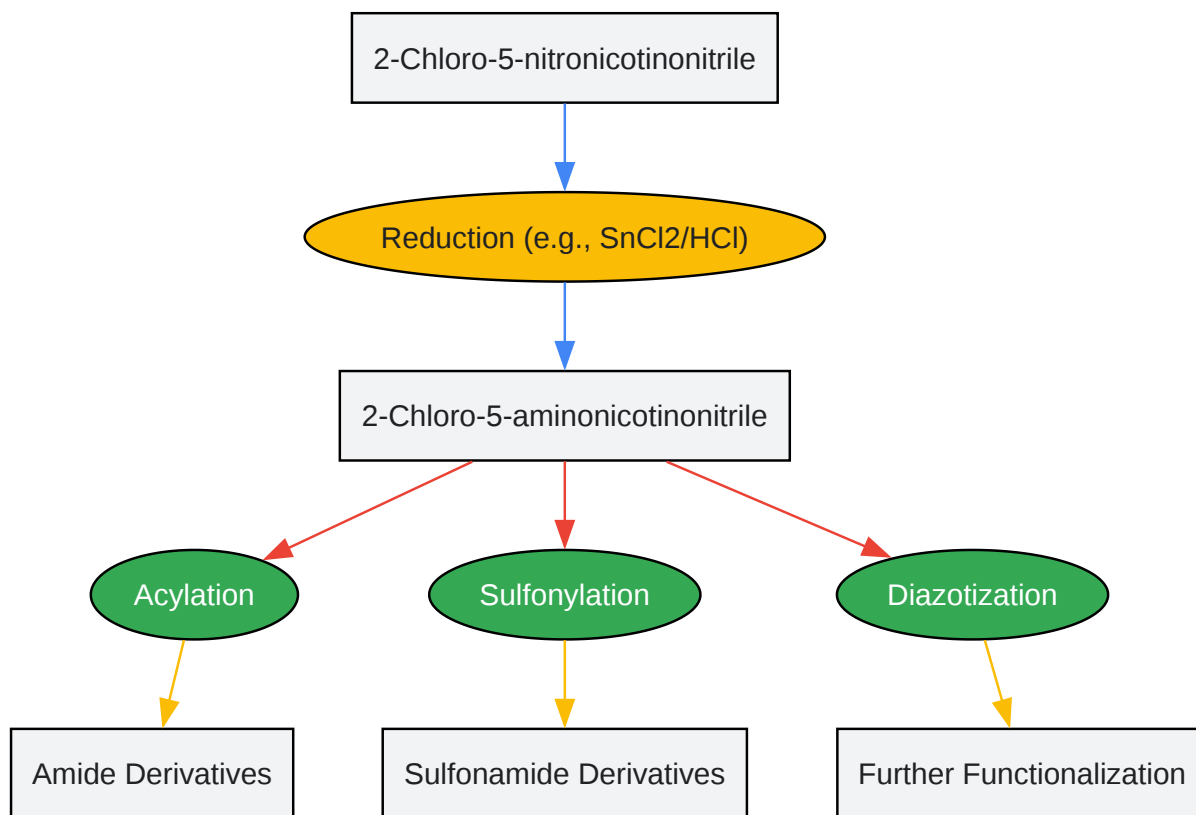 2-Chloro-5-nitronicotinonitrile
Reduction (e.g., SnCl2/HCl)
2-Chloro-5-aminonicotinonitrile
Acylation
Sulfonylation
Diazotization
Amide Derivatives
Sulfonamide Derivatives
Further Functionalization